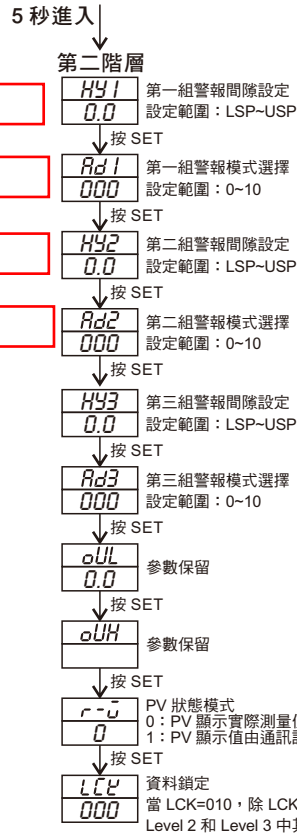 5 秒進入
第二階層
HY1
0.0
第一組警報間隙設定
設定範圍：LSP~USP
按 SET
Ad1
000
第一組警報模式選擇
設定範圍：0~10
按 SET
HY2
0.0
第二組警報間隙設定
設定範圍：LSP~USP
按 SET
Ad2
000
第二組警報模式選擇
設定範圍：0~10
按 SET
HY3
0.0
第三組警報間隙設定
設定範圍：LSP~USP
按 SET
Ad3
000
第三組警報模式選擇
設定範圍：0~10
按 SET
oUL
0.0
參數保留
按 SET
oUH
參數保留
按 SET
0
PV 狀態模式
0：PV 顯示實際測量
1：PV 顯示值由通訊
按 SET
LCK
000
資料鎖定
當 LCK=010，除 LCK
Level 2 和 Level 3 中